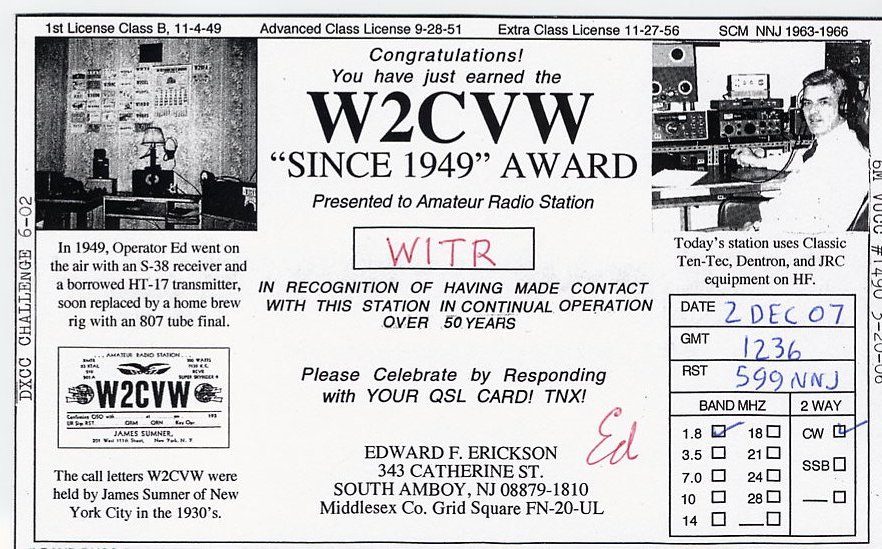 1st License Class B, 11-4-49 Advanced Class License 9-28-51 Extra Class License 11-27-56 SCM NNJ 1963-1966
Congratulations!
You have just earned the
W2CVW
"SINCE 1949" AWARD
Presented to Amateur Radio Station
W1TR
IN RECOGNITION OF HAVING MADE CONTACT
WITH THIS STATION IN CONTINUAL OPERATION
OVER 50 YEARS
Please Celebrate by Responding
with YOUR QSL CARD! TNX!
Ed
EDWARD F. ERICKSON
343 CATHERINE ST.
SOUTH AMBOY, NJ 08879-1810
Middlesex Co. Grid Square FN-20-UL
DXCC CHALLENGE 6-02
In 1949, Operator Ed went on
the air with an S-38 receiver and
a borrowed HT-17 transmitter,
soon replaced by a home brew
rig with an 807 tube final.
AMATEUR RADIO STATION
W2CVW
JAMES SUMNER,
The call letters W2CVW were
held by James Sumner of New
York City in the 1930's.
Today's station uses Classic
Ten-Tec, Dentron, and JRC
equipment on HF.
DATE 2 DEC 07
GMT 1236
RST 599 NNJ
BAND MHZ 2 WAY
1.8 18 CW
3.5 21 SSB
7.0 24
10 28
14